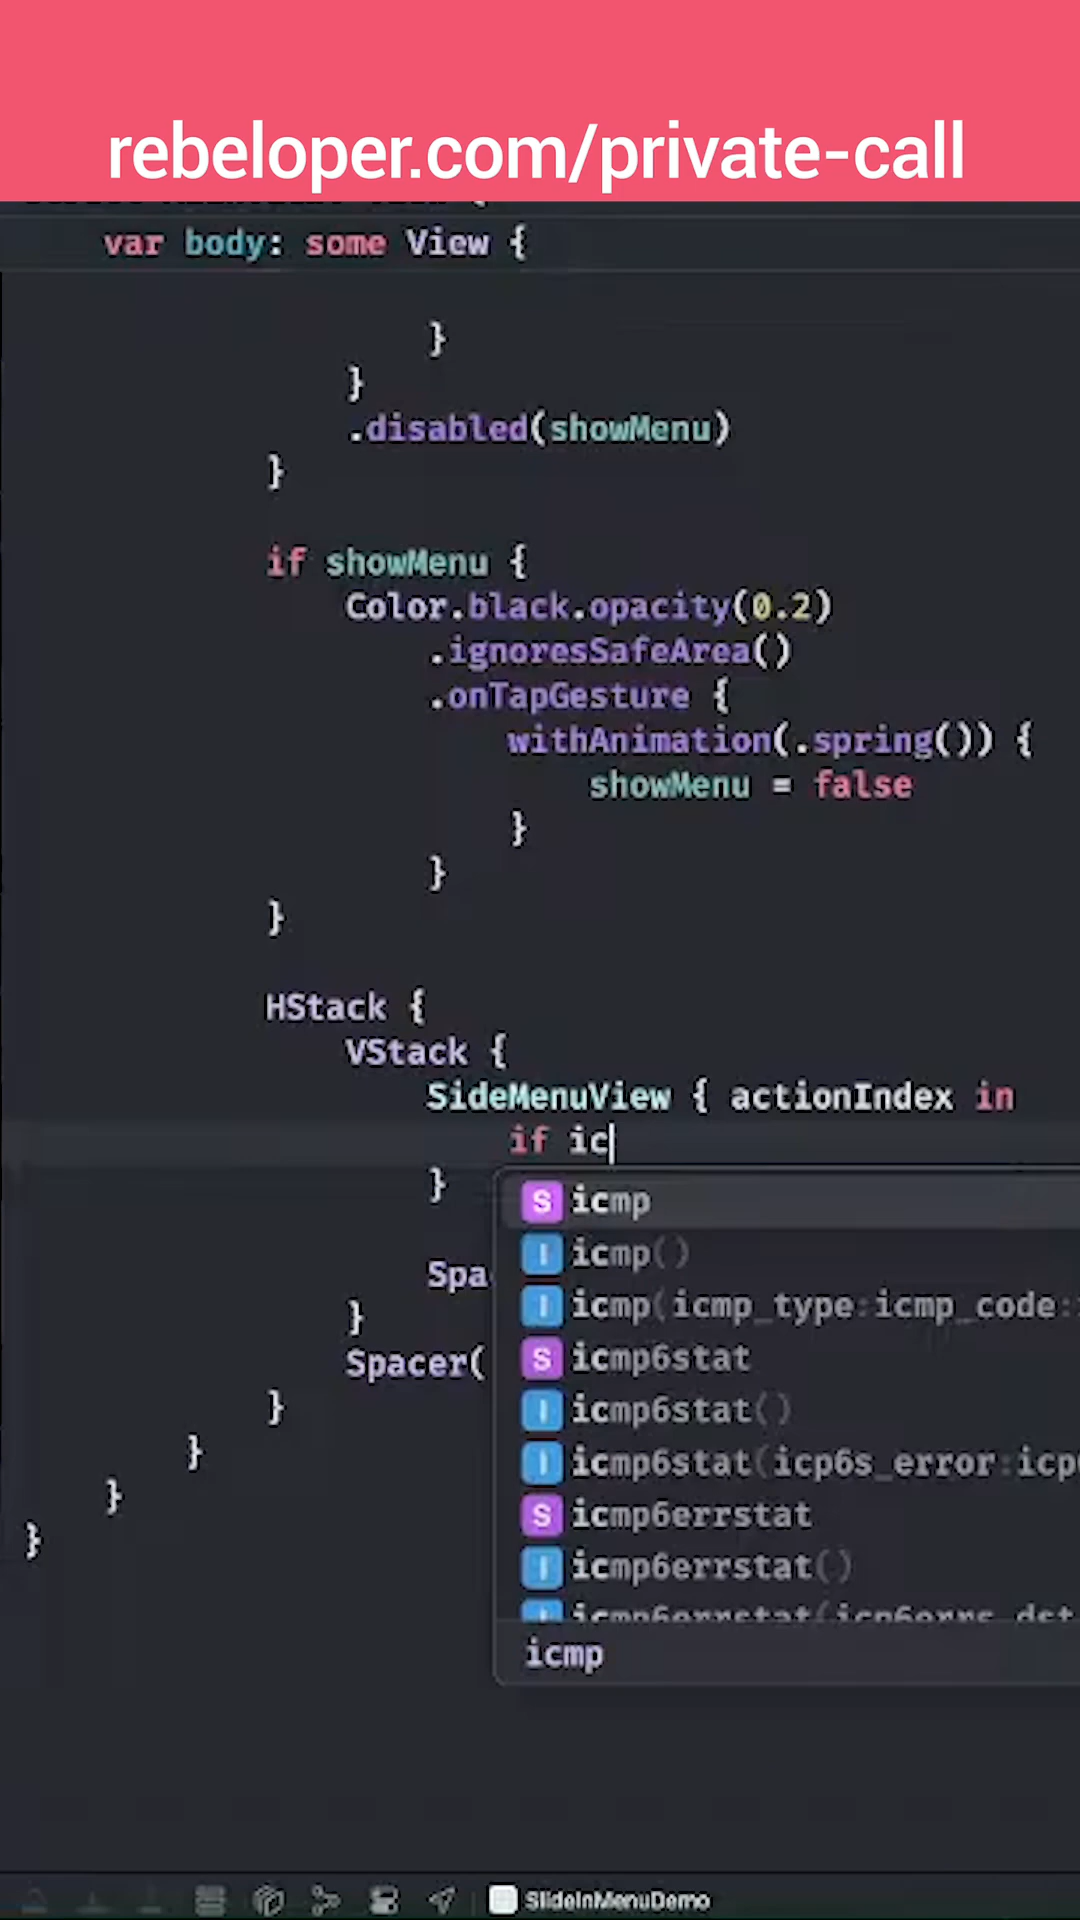 rebeloper.com/private-call
var body: some View {
}
}
.disabled(showMenu)
}
if showMenu {
Color.black.opacity(0.2)
.ignoresSafeArea()
.onTapGesture {
withAnimation(.spring()) {
showMenu = false
}
}
}
HStack {
VStack {
SideMenuView { actionIndex in
if ic
}
S icmp
I icmp()
I icmp(icmp_type:icmp_code:
S icmp6stat
I icmp6stat()
I icmp6stat(icp6s_error:icp
S icmp6errstat
I icmp6errstat()
I icmp6errstat(icp6errs_dst
icmp
Spa
}
Spacer(
}
}
}
}
SlideInMenuDemo